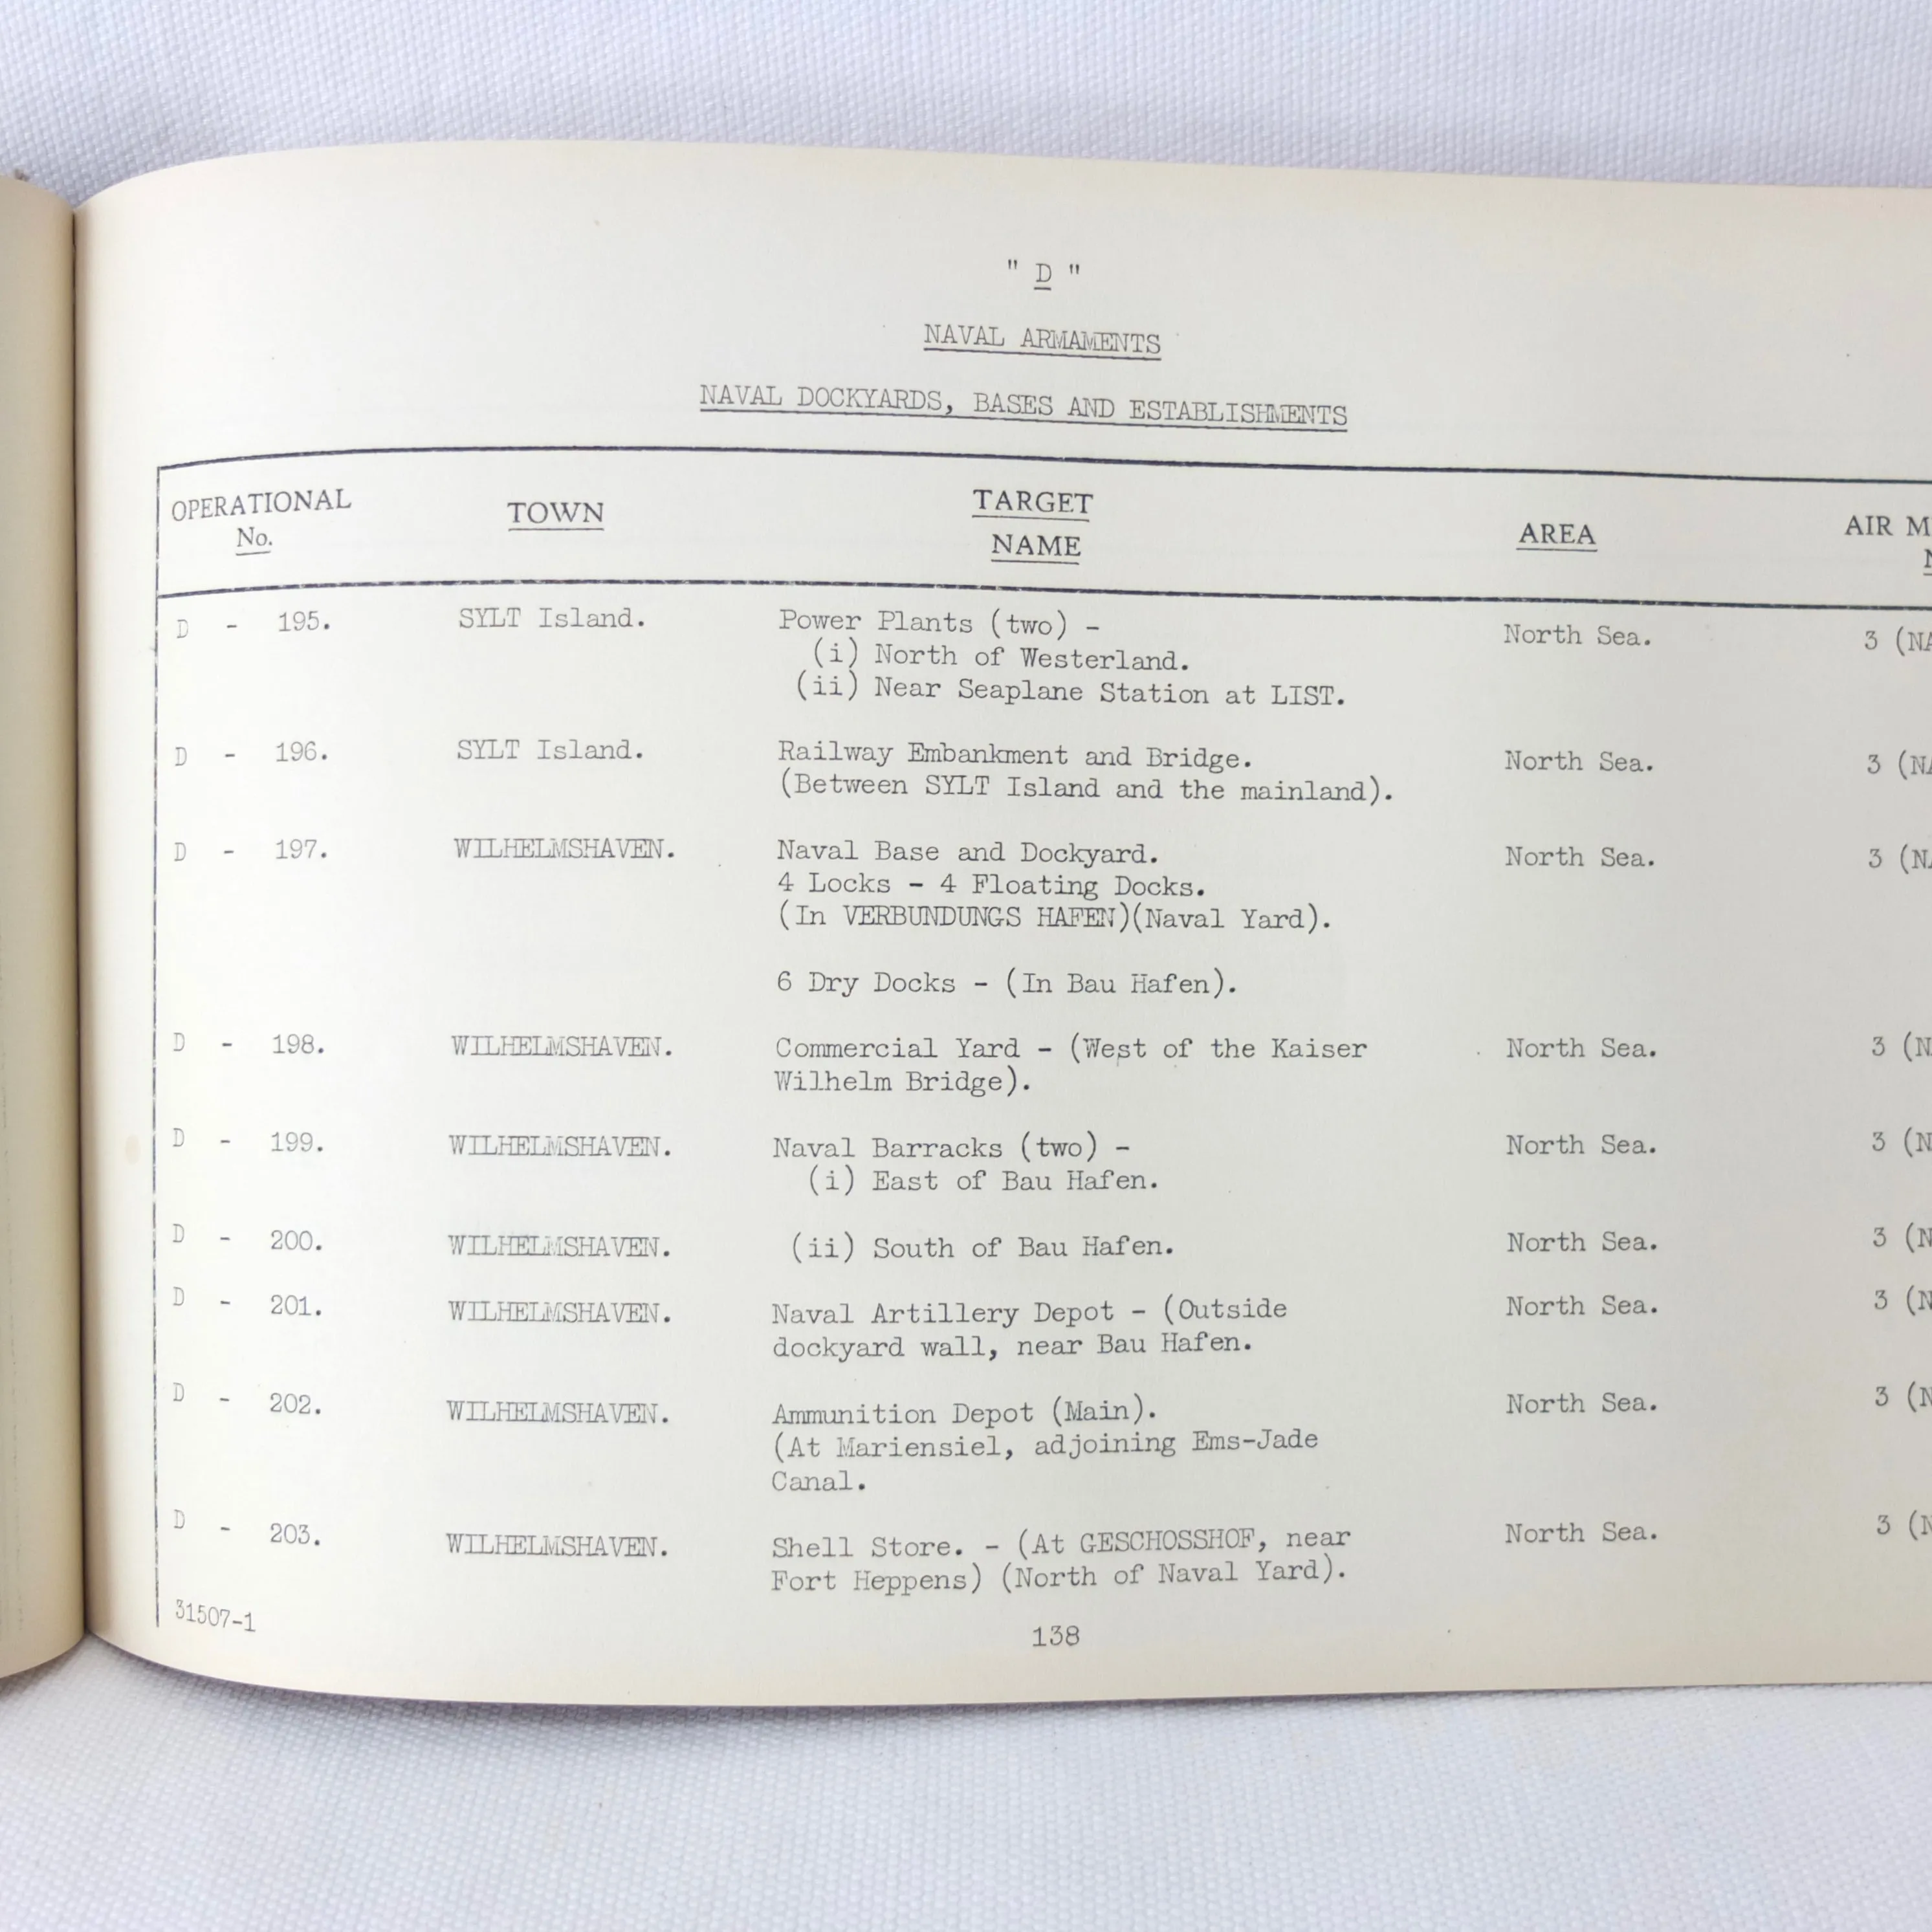 " D "
NAVAL ARMAMENTS
NAVAL DOCKYARDS, BASES AND ESTABLISHMENTS
OPERATIONAL No. TOWN TARGET NAME AREA AIR
D - 195. SYLT Island. Power Plants (two) - North Sea. 3
(i) North of Westerland.
(ii) Near Seaplane Station at LIST.
D - 196. SYLT Island. Railway Embankment and Bridge. North Sea. 3
(Between SYLT Island and the mainland).
D - 197. WILHELMSHAVEN. Naval Base and Dockyard. North Sea. 3
4 Locks - 4 Floating Docks.
(In VERBUNDUNGS HAFEN)(Naval Yard).
6 Dry Docks - (In Bau Hafen).
D - 198. WILHELMSHAVEN. Commercial Yard - (West of the Kaiser North Sea. 3
Wilhelm Bridge).
D - 199. WILHELMSHAVEN. Naval Barracks (two) - North Sea. 3
(i) East of Bau Hafen.
D - 200. WILHELMSHAVEN. (ii) South of Bau Hafen. North Sea. 3
D - 201. WILHELMSHAVEN. Naval Artillery Depot - (Outside North Sea. 3
dockyard wall, near Bau Hafen.
D - 202. WILHELMSHAVEN. Ammunition Depot (Main). North Sea. 3
(At Mariensiel, adjoining Ems-Jade
Canal.
D - 203. WILHELMSHAVEN. Shell Store. - (At GESCHOSSHOF, near North Sea. 3
Fort Heppens) (North of Naval Yard).
31507-1
138